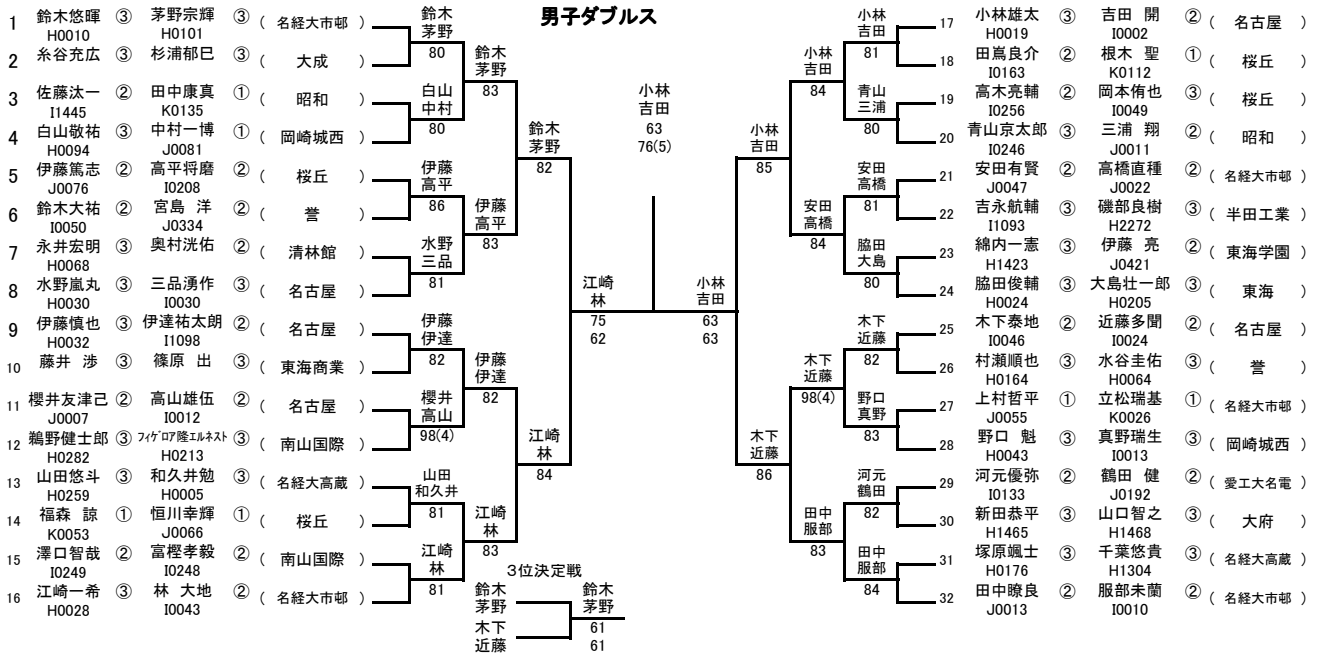 男子ダブルス
1 鈴木悠暉 ③ 茅野宗輝 ③ ( 名経大市邨 )
H0010 H0101
2 糸谷充広 ③ 杉浦郁巳 ③ ( 大成 )
3 佐藤汰一 ② 田中康真 ① ( 昭和 )
I1445 K0135
4 白山敬祐 ③ 中村一博 ① ( 岡崎城西 )
H0094 J0081
5 伊藤篤志 ② 高平将磨 ② ( 桜丘 )
J0076 I0208
6 鈴木大祐 ② 宮島 洋 ② ( 誉 )
I0050 J0334
7 永井宏明 ③ 奥村洸佑 ② ( 清林館 )
H0068
8 水野嵐丸 ③ 三品湧作 ③ ( 名古屋 )
H0030 I0030
9 伊藤慎也 ③ 伊達祐太朗 ② ( 名古屋 )
H0032 I1098
10 藤井 渉 ③ 篠原 出 ③ ( 東海商業 )
11 櫻井友津己 ② 高山雄伍 ② ( 名古屋 )
J0007 I0012
12 鵜野健士郎 ③ フィゲロア隆エルネスト ③ ( 南山国際 )
H0282 H0213
13 山田悠斗 ③ 和久井勉 ③ ( 名経大高蔵 )
H0259 H0005
14 福森 諒 ① 恒川幸輝 ① ( 桜丘 )
K0053 J0066
15 澤口智哉 ② 富樫孝毅 ② ( 南山国際 )
I0249 I0248
16 江崎一希 ③ 林 大地 ② ( 名経大市邨 )
H0028 I0043
鈴木
茅野
80
白山
中村
80
伊藤
高平
86
水野
三品
81
伊藤
伊達
82
櫻井
高山
98(4)
山田
和久井
81
江崎
林
81
鈴木
茅野
83
伊藤
高平
83
伊藤
伊達
82
江崎
林
83
鈴木
茅野
82
江崎
林
84
江崎
林
75
62
小林
吉田
63
76(5)
小林
吉田
63
63
小林
吉田
85
木下
近藤
86
小林
吉田
84
安田
高橋
84
木下
近藤
98(4)
田中
服部
83
小林
吉田
81
青山
三浦
80
安田
高橋
81
脇田
大島
80
木下
近藤
82
野口
真野
83
河元
鶴田
82
田中
服部
84
17 小林雄太 ③ 吉田 開 ② ( 名古屋 )
H0019 I0002
18 田嶌良介 ② 根木 聖 ① ( 桜丘 )
I0163 K0112
19 高木亮輔 ② 岡本侑也 ③ ( 桜丘 )
I0256 I0049
20 青山京太郎 ③ 三浦 翔 ② ( 昭和 )
I0246 J0011
21 安田有賢 ② 高橋直種 ② ( 名経大市邨 )
J0047 J0022
22 吉永航輔 ③ 磯部良樹 ③ ( 半田工業 )
I1093 H2272
23 綿内一憲 ③ 伊藤 亮 ② ( 東海学園 )
H1423 J0421
24 脇田俊輔 ③ 大島壮一郎 ③ ( 東海 )
H0024 H0205
25 木下泰地 ② 近藤多聞 ② ( 名古屋 )
I0046 I0024
26 村瀬順也 ③ 水谷圭佑 ③ ( 誉 )
H0164 H0064
27 上村哲平 ① 立松瑞基 ① ( 名経大市邨 )
J0055 K0026
28 野口 魁 ③ 真野瑞生 ③ ( 岡崎城西 )
H0043 I0013
29 河元優弥 ② 鶴田 健 ② ( 愛工大名電 )
I0133 J0192
30 新田恭平 ③ 山口智之 ③ ( 大府 )
H1465 H1468
31 塚原颯士 ③ 千葉悠貴 ③ ( 名経大高蔵 )
H0176 H1304
32 田中瞭良 ② 服部未蘭 ② ( 名経大市邨 )
J0013 I0010
3位決定戦
鈴木
茅野
木下
近藤
鈴木
茅野
61
61